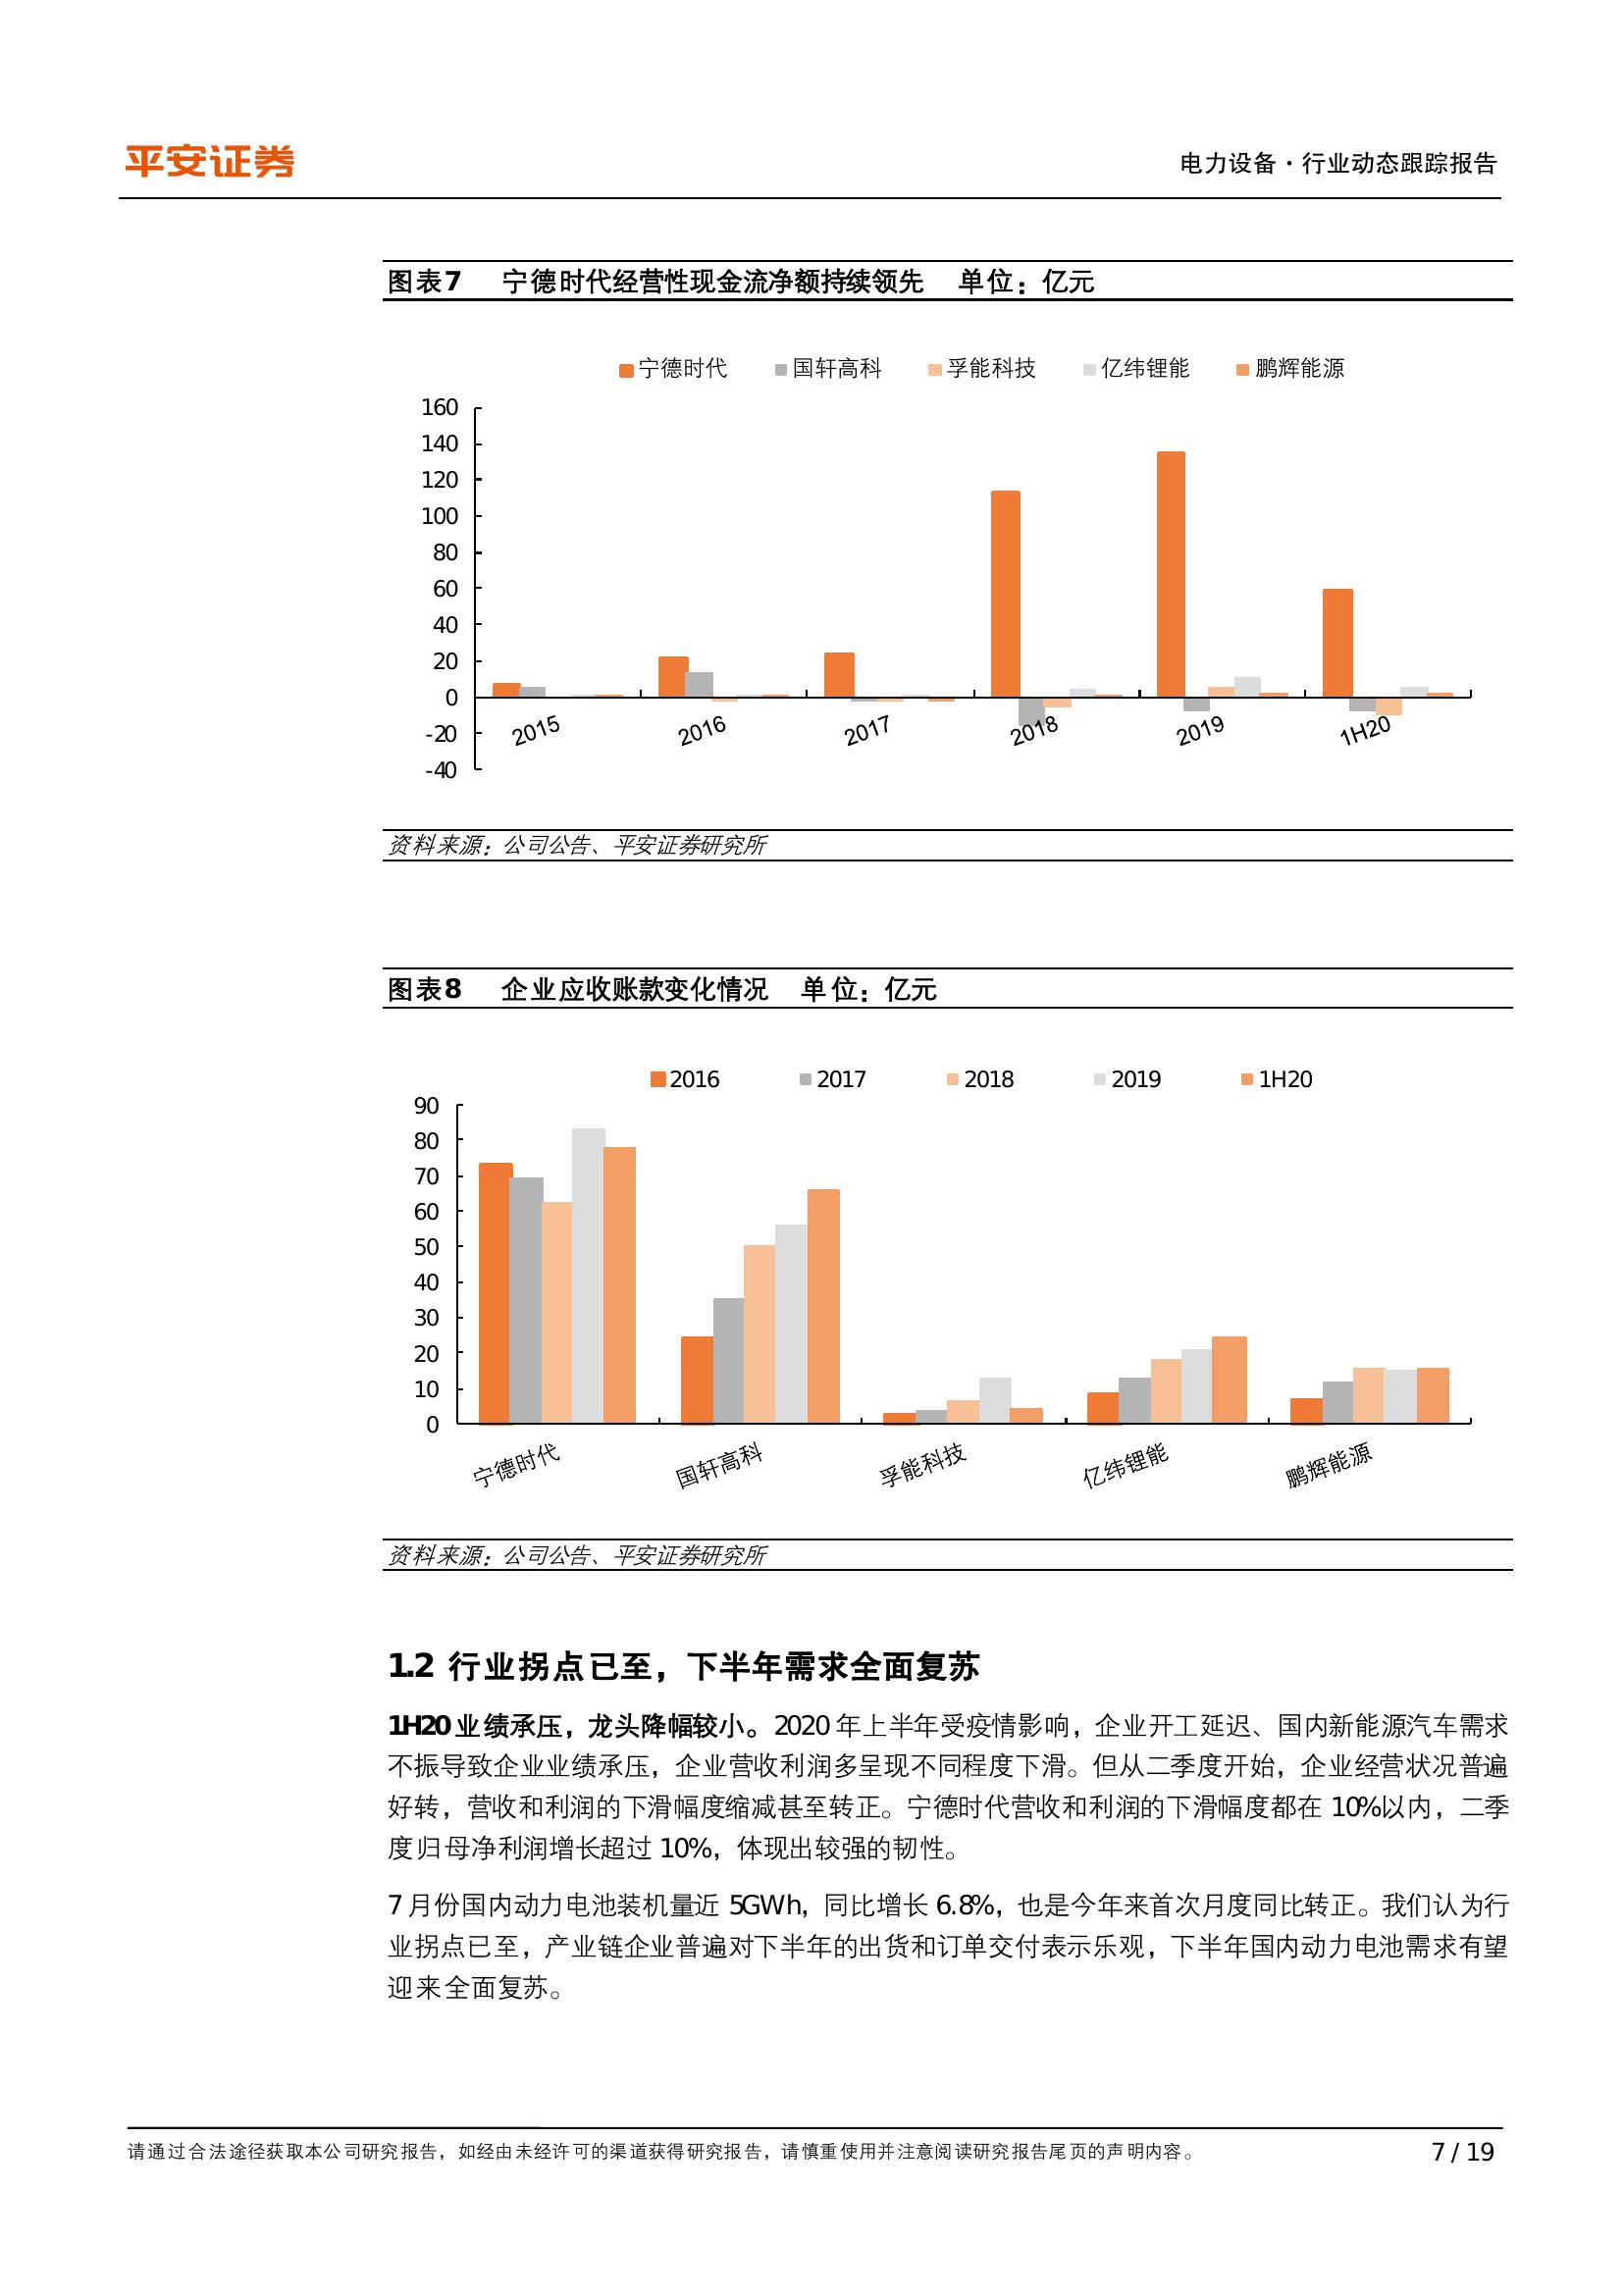 平安证券
电力设备·行业动态跟踪报告
图表7 宁德时代经营性现金流净额持续领先 单位：亿元
宁德时代 国轩高科 孚能科技 亿纬锂能 鹏辉能源
160
140
120
100
80
60
40
20
0
-20
-40
2015 2016 2017 2018 2019 1H20
资料来源：公司公告、平安证券研究所
图表8 企业应收账款变化情况 单位：亿元
2016 2017 2018 2019 1H20
90
80
70
60
50
40
30
20
10
0
宁德时代 国轩高科 孚能科技 亿纬锂能 鹏辉能源
资料来源：公司公告、平安证券研究所
1.2 行业拐点已至，下半年需求全面复苏
1H20 业绩承压，龙头降幅较小。2020 年上半年受疫情影响，企业开工延迟、国内新能源汽车需求
不振导致企业业绩承压，企业营收利润多呈现不同程度下滑。但从二季度开始，企业经营状况普遍
好转，营收和利润的下滑幅度缩减甚至转正。宁德时代营收和利润的下滑幅度都在 10%以内，二季
度归母净利润增长超过 10%，体现出较强的韧性。
7 月份国内动力电池装机量近 5GWh，同比增长 6.8%，也是今年来首次月度同比转正。我们认为行
业拐点已至，产业链企业普遍对下半年的出货和订单交付表示乐观，下半年国内动力电池需求有望
迎来全面复苏。
请通过合法途径获取本公司研究报告，如经由未经许可的渠道获得研究报告，请慎重使用并注意阅读研究报告尾页的声明内容。
7 / 19